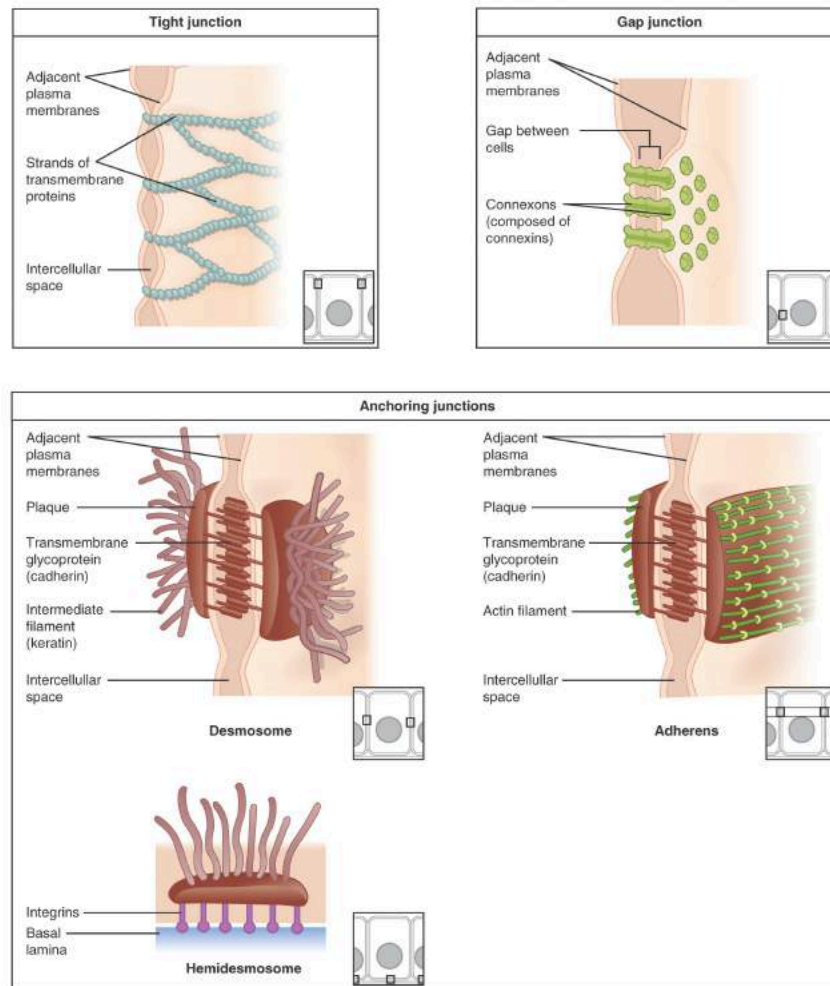 Tight junction
Adjacent
plasma
membranes
Strands of
transmembrane
proteins
Intercellular
space
Gap junction
Adjacent
plasma
membranes
Gap between
cells
Connexons
(composed of
connexins)
Anchoring junctions
Adjacent
plasma membranes
Plaque
Transmembrane
glycoprotein
(cadherin)
Intermediate
filament
(keratin)
Intercellular
space
Desmosome
Adjacent
plasma
membranes
Plaque
Transmembrane
glycoprotein
(cadherin)
Actin filament
Intercellular
space
Adherens
Integrins
Basal
lamina
Hemidesmosome